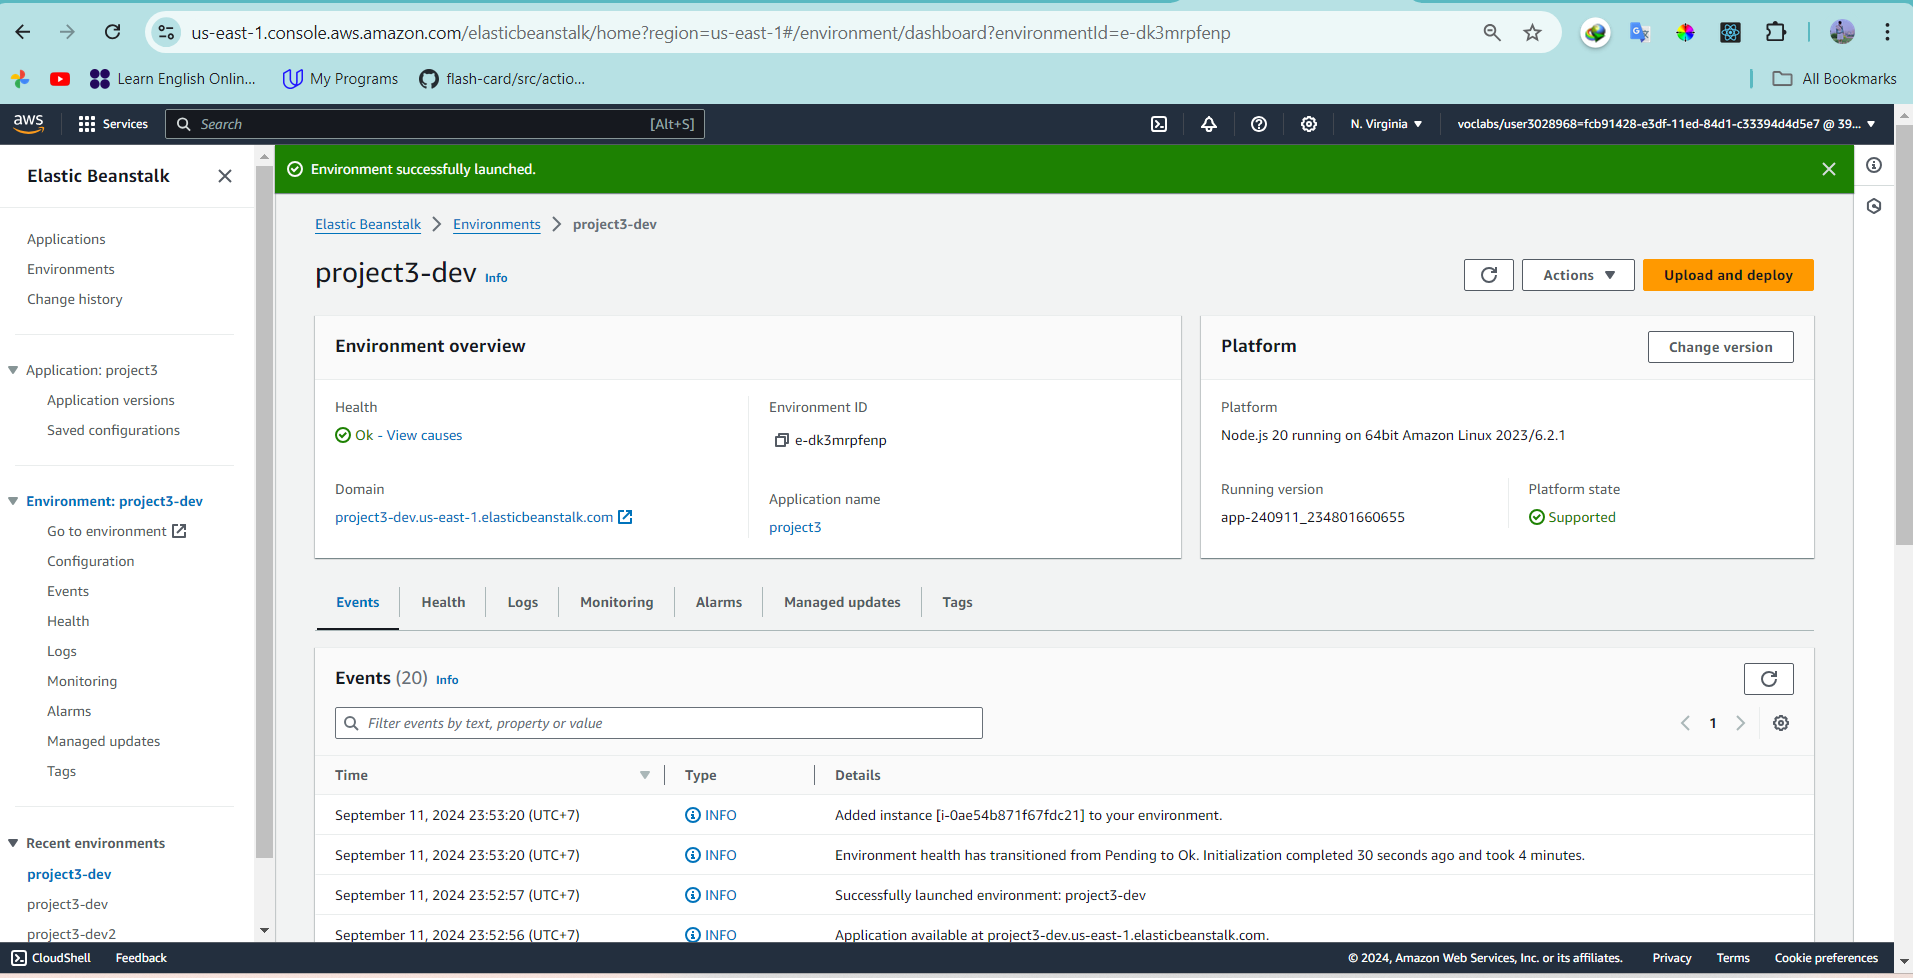 us-east-1.console.aws.amazon.com/elasticbeanstalk/home?region=us-east-1#/environment/dashboard?environmentId=e-dk3mrpfenp
Learn English Onlin...
My Programs
flash-card/src/actio...
All Bookmarks
aws
Services
Search
[Alt+S]
N. Virginia
voclabs/user3028968=fcb91428-e3df-11ed-84d1-c33394d4d5e7 @ 39...
Elastic Beanstalk
Applications
Environments
Change history
Application: project3
Application versions
Saved configurations
Environment: project3-dev
Go to environment
Configuration
Events
Health
Logs
Monitoring
Alarms
Managed updates
Tags
Recent environments
project3-dev
project3-dev
project3-dev2
Environment successfully launched.
Elastic Beanstalk
Environments
project3-dev
project3-dev Info
Actions
Upload and deploy
Environment overview
Health
Ok - View causes
Domain
project3-dev.us-east-1.elasticbeanstalk.com
Environment ID
e-dk3mrpfenp
Application name
project3
Platform
Change version
Platform
Node.js 20 running on 64bit Amazon Linux 2023/6.2.1
Running version
app-240911_234801660655
Platform state
Supported
Events
Health
Logs
Monitoring
Alarms
Managed updates
Tags
Events (20) Info
Filter events by text, property or value
1
Time Type Details
September 11, 2024 23:53:20 (UTC+7) INFO Added instance [i-0ae54b871f67fdc21] to your environment.
September 11, 2024 23:53:20 (UTC+7) INFO Environment health has transitioned from Pending to Ok. Initialization completed 30 seconds ago and took 4 minutes.
September 11, 2024 23:52:57 (UTC+7) INFO Successfully launched environment: project3-dev
September 11, 2024 23:52:56 (UTC+7) INFO Application available at project3-dev.us-east-1.elasticbeanstalk.com.
CloudShell
Feedback
© 2024, Amazon Web Services, Inc. or its affiliates.
Privacy
Terms
Cookie preferences